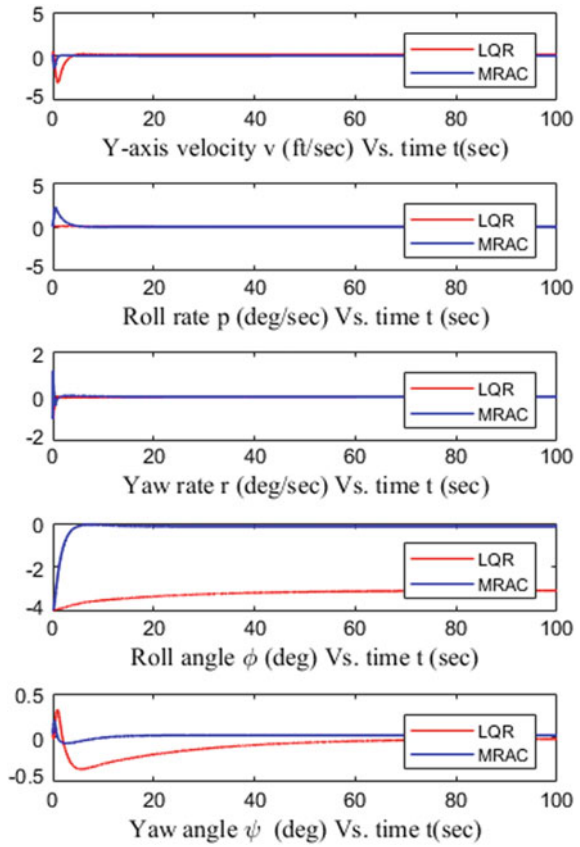 5
0
-5
0 20 40 60 80 100
LQR
MRAC
Y-axis velocity v (ft/sec) Vs. time t(sec)
5
0
-5
0 20 40 60 80 100
LQR
MRAC
Roll rate p (deg/sec) Vs. time t (sec)
2
0
-2
0 20 40 60 80 100
LQR
MRAC
Yaw rate r (deg/sec) Vs. time t (sec)
0
-2
-4
0 20 40 60 80 100
LQR
MRAC
Roll angle ϕ (deg) Vs. time t (sec)
0.5
0
-0.5
0 20 40 60 80 100
LQR
MRAC
Yaw angle ψ (deg) Vs. time t(sec)